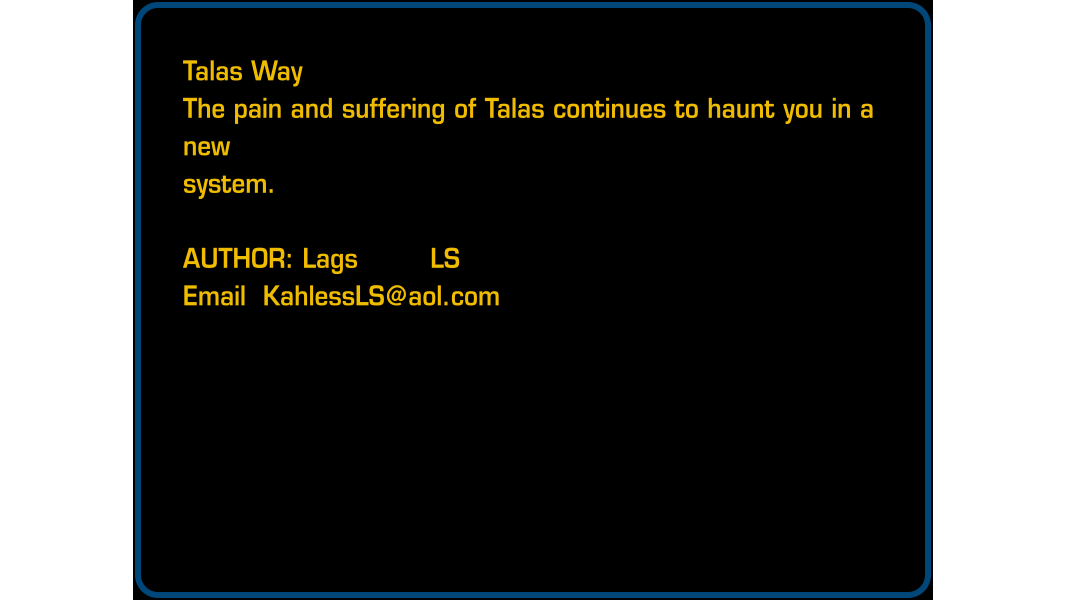 Talas Way
The pain and suffering of Talas continues to haunt you in a
new
system.
AUTHOR: Lags LS
Email KahlessLS@aol.com